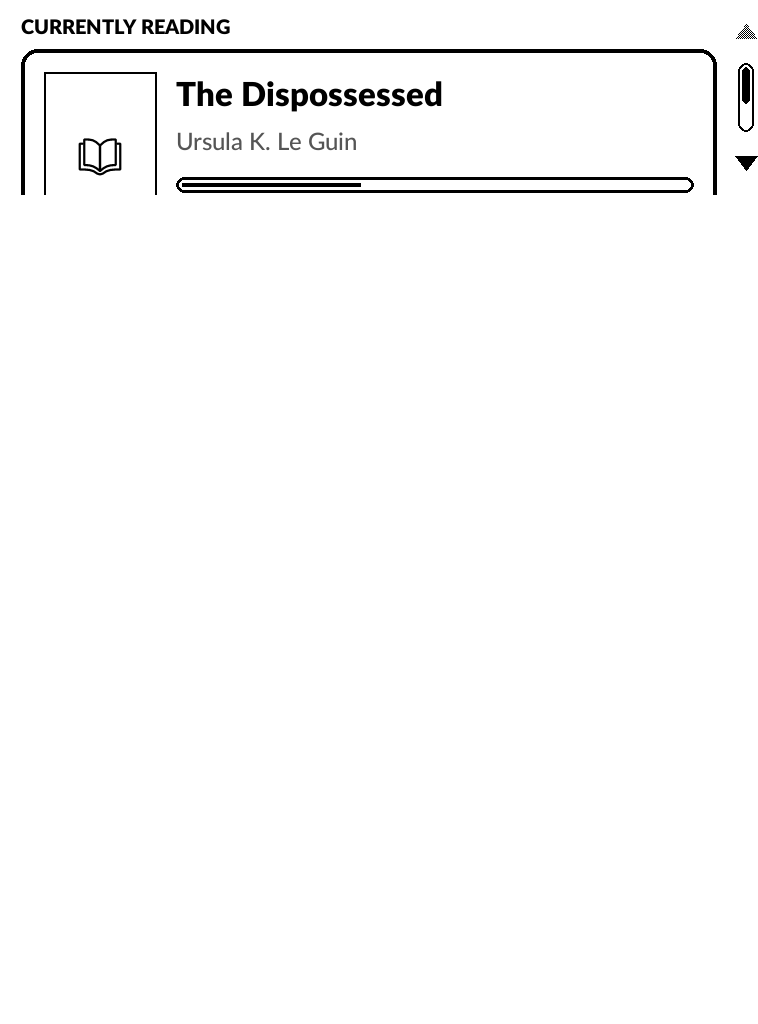 CURRENTLY READING
The Dispossessed
Ursula K. Le Guin